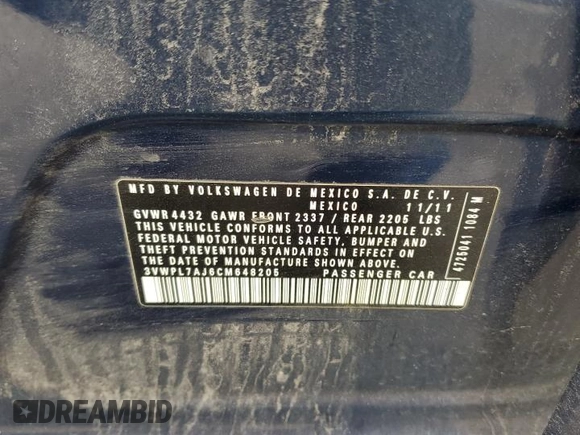 MFD BY VOLKSWAGEN DE MEXICO S.A. DE C.V.
MEXICO 11/11
GVWR 4432 GAWR FRONT 2337 / REAR 2205 LBS
THIS VEHICLE CONFORMS TO ALL APPLICABLE U.S.
FEDERAL MOTOR VEHICLE SAFETY, BUMPER AND
THEFT PREVENTION STANDARDS IN EFFECT ON
THE DATE OF MANUFACTURE SHOWN ABOVE.
3VWPL7AJ6CM648205 PASSENGER CAR
4725041 1084 M
DREAMBID